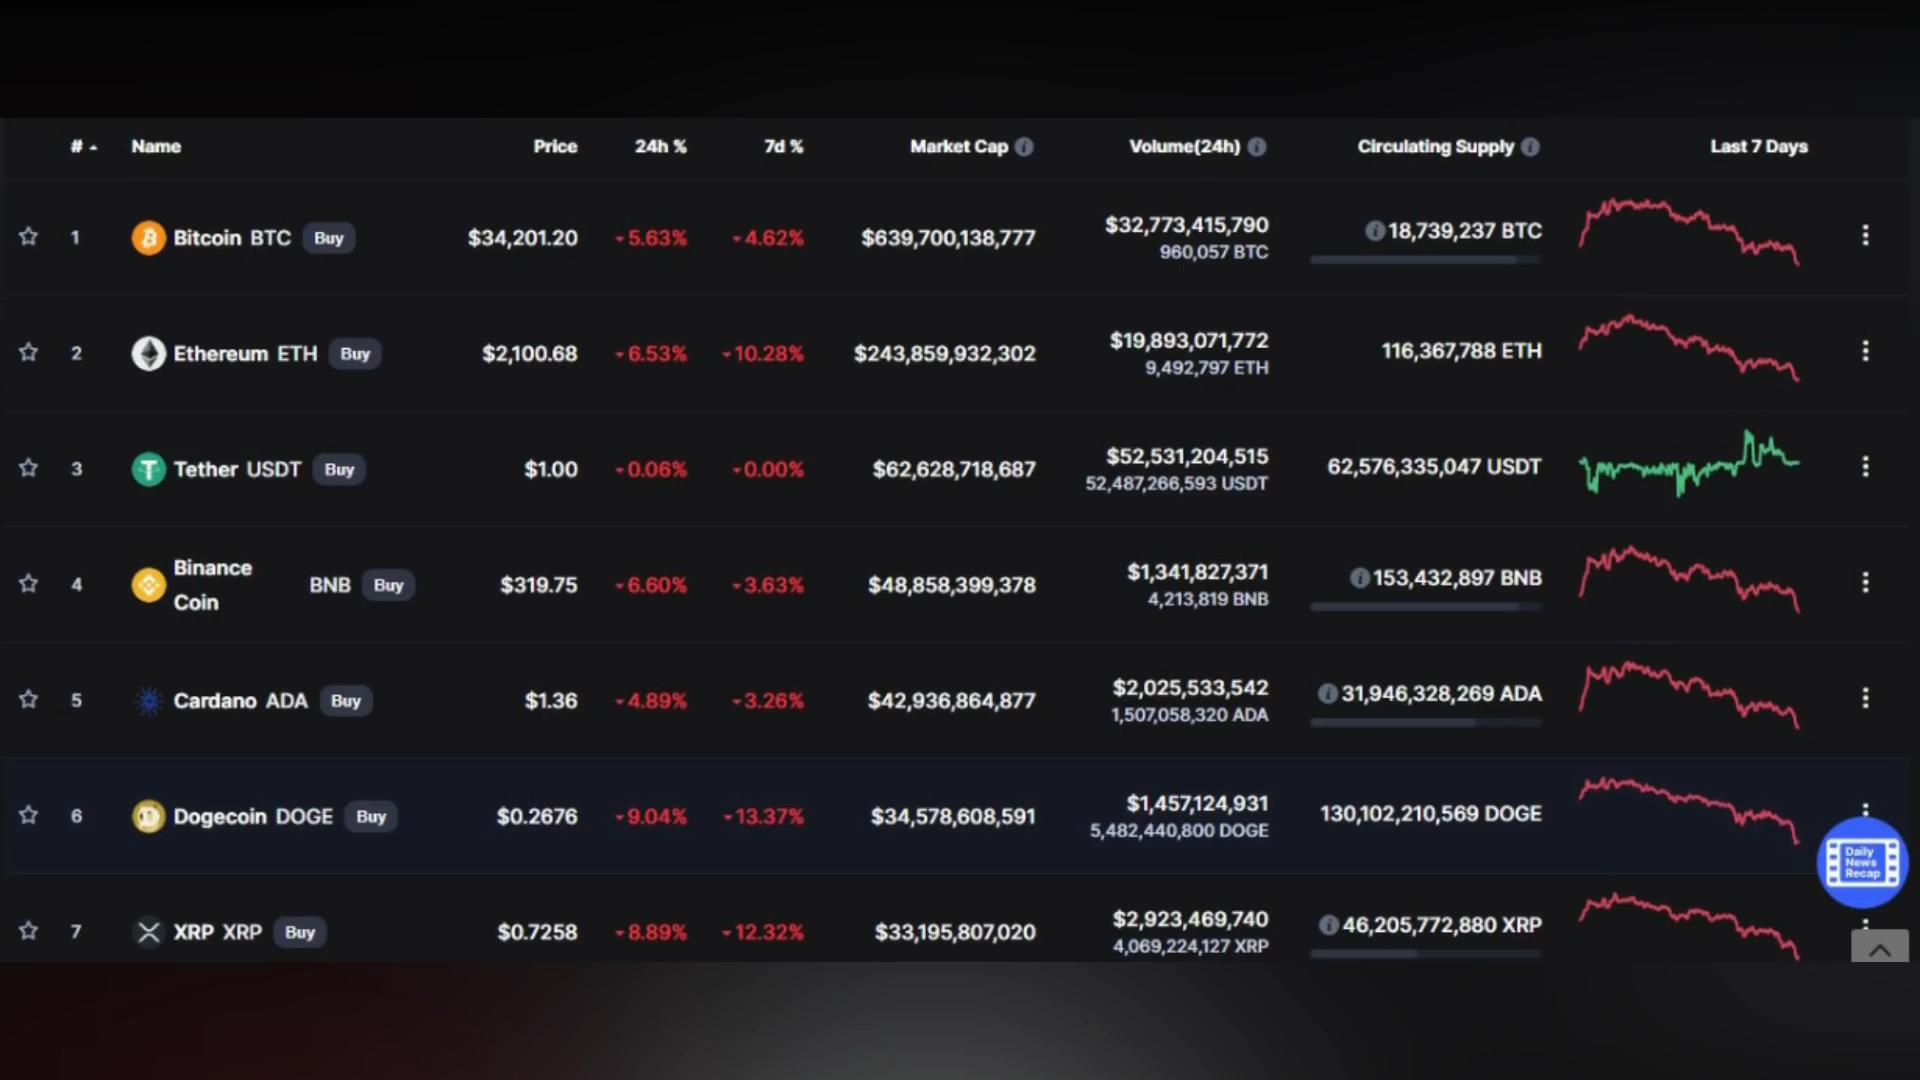 # Name Price 24h % 7d % Market Cap Volume(24h) Circulating Supply Last 7 Days
1 Bitcoin BTC Buy $34,201.20 5.63% 4.62% $639,700,138,777 $32,773,415,790 18,739,237 BTC
960,057 BTC
2 Ethereum ETH Buy $2,100.68 6.53% 10.28% $243,859,932,302 $19,893,071,772 116,367,788 ETH
9,492,797 ETH
3 Tether USDT Buy $1.00 0.06% 0.00% $62,628,718,687 $52,531,204,515 62,576,335,047 USDT
52,487,266,593 USDT
4 Binance Coin BNB Buy $319.75 6.60% 3.63% $48,858,399,378 $1,341,827,371 153,432,897 BNB
4,213,819 BNB
5 Cardano ADA Buy $1.36 4.89% 3.26% $42,936,864,877 $2,025,533,542 31,946,328,269 ADA
1,507,058,320 ADA
6 Dogecoin DOGE Buy $0.2676 9.04% 13.37% $34,578,608,591 $1,457,124,931 130,102,210,569 DOGE
5,482,440,800 DOGE
Daily
News
Recap
7 XRP XRP Buy $0.7258 8.89% 12.32% $33,195,807,020 $2,923,469,740 46,205,772,880 XRP
4,069,224,127 XRP